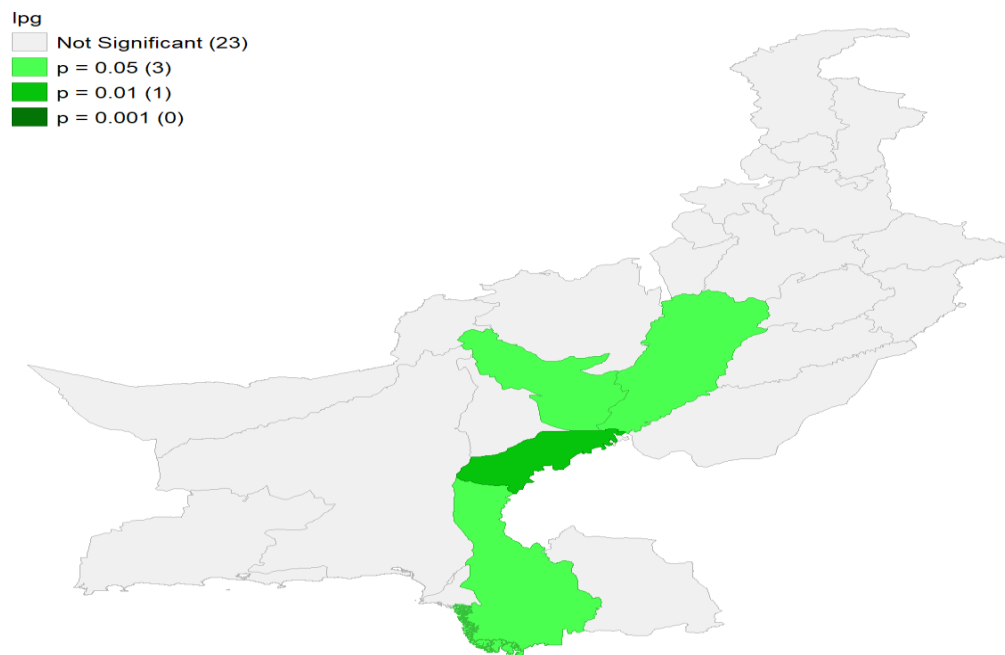 lpg
Not Significant (23)
p = 0.05 (3)
p = 0.01 (1)
p = 0.001 (0)